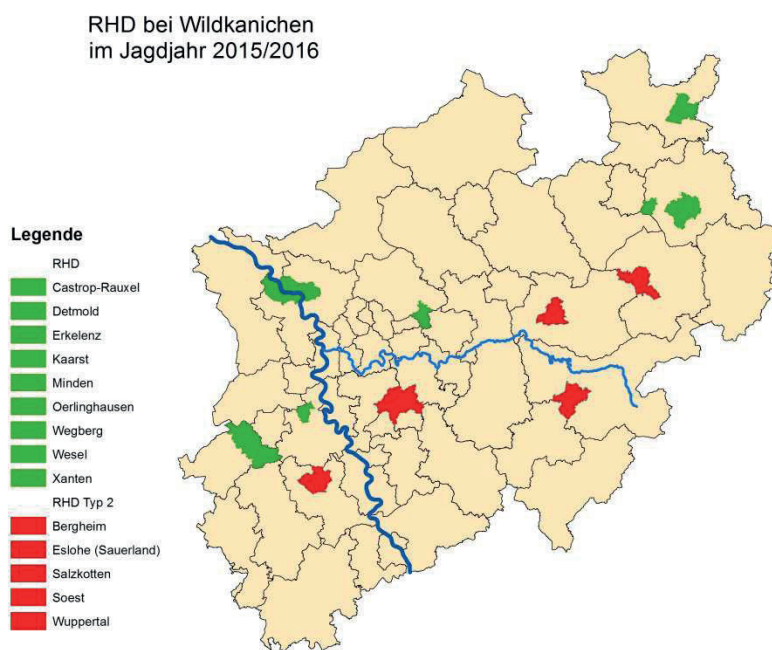 RHD bei Wildkanichen
im Jagdjahr 2015/2016
Legende
RHD
Castrop-Rauxel
Detmold
Erkelenz
Kaarst
Minden
Oerlinghausen
Wegberg
Wesel
Xanten
RHD Typ 2
Bergheim
Eslohe (Sauerland)
Salzkotten
Soest
Wuppertal